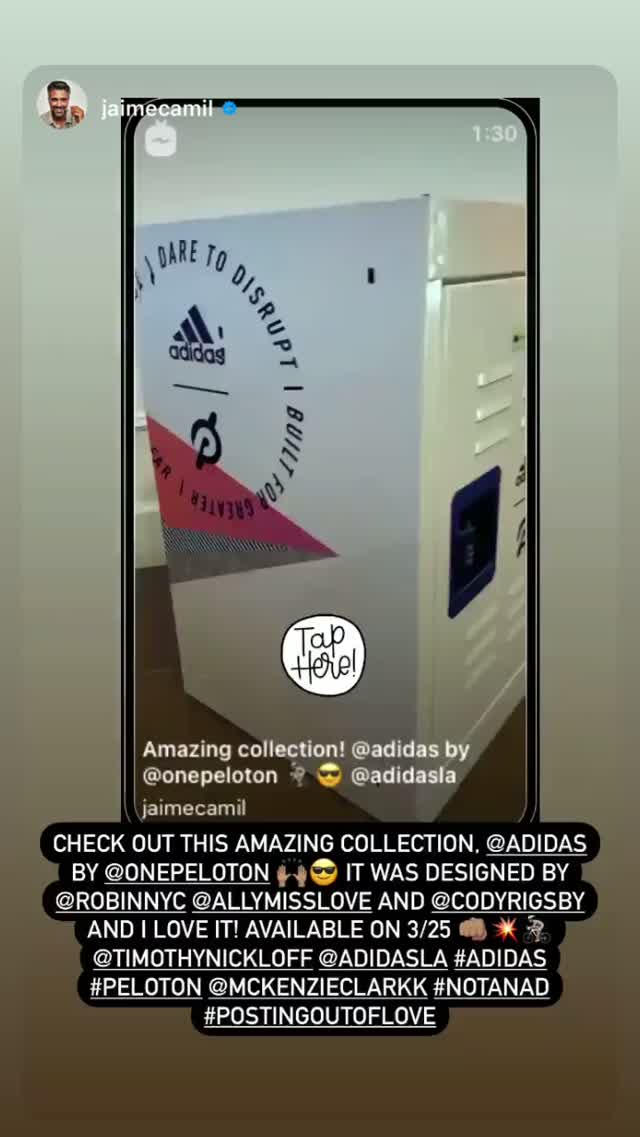 jaimecamil
1:30
DARE TO DISRUPT | BUILT FOR GREATER |
adidas
Tap
Here!
Amazing collection! @adidas by
@onepeloton 😎 @adidasla
jaimecamil
CHECK OUT THIS AMAZING COLLECTION, @ADIDAS
BY @ONEPELOTON 🙌🏽😎 IT WAS DESIGNED BY
@ROBINNYC @ALLYMISSLOVE AND @CODYRIGSBY
AND I LOVE IT! AVAILABLE ON 3/25 👊🏽💥🚴🏽
@TIMOTHYNICKLOFF @ADIDASLA #ADIDAS
#PELOTON @MCKENZIECLARKK #NOTANAD
#POSTINGOUTOFLOVE